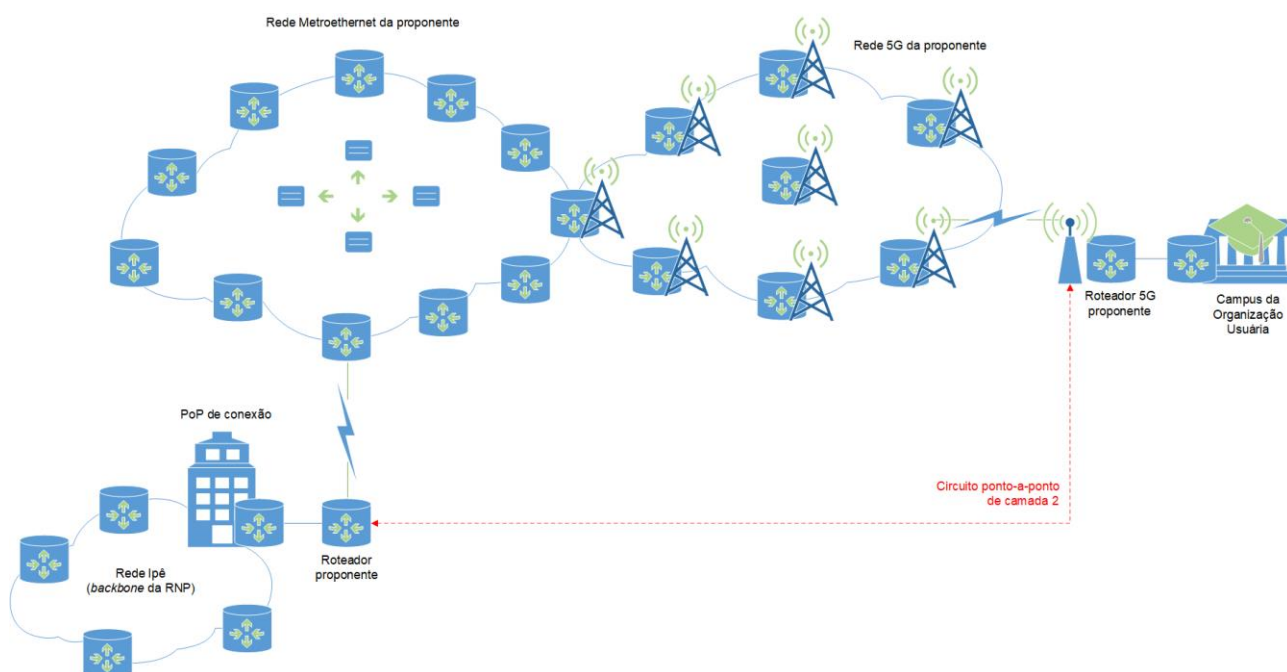 Rede Metroethernet da proponente
Rede 5G da proponente
Roteador 5G
proponente
Campus da
Organização
Usuária
PoP de conexão
Circuito ponto-a-ponto
de camada 2
Rede Ipê
(backbone da RNP)
Roteador
proponente